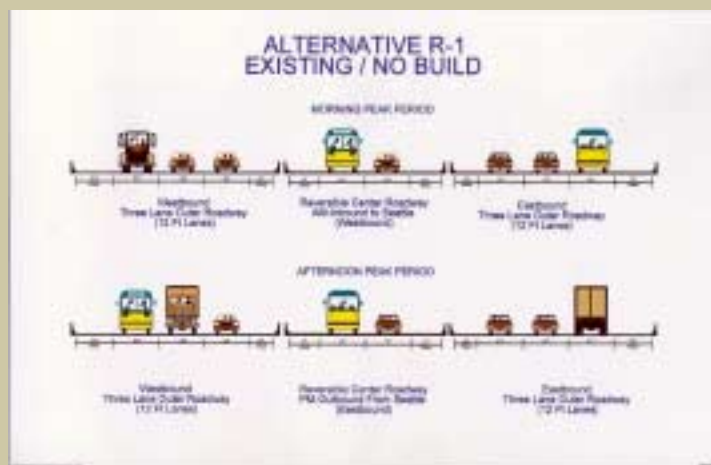 ALTERNATIVE R-1
EXISTING / NO BUILD
MORNING PEAK PERIOD
Westbound
Three Lane Outer Roadway
(12 Ft Lanes)
Reversible Center Roadway
AM Inbound to Seattle
(Westbound)
Eastbound
Three Lane Outer Roadway
(12 Ft Lanes)
AFTERNOON PEAK PERIOD
Westbound
Three Lane Outer Roadway
(12 Ft Lanes)
Reversible Center Roadway
PM Outbound From Seattle
(Eastbound)
Eastbound
Three Lane Outer Roadway
(12 Ft Lanes)